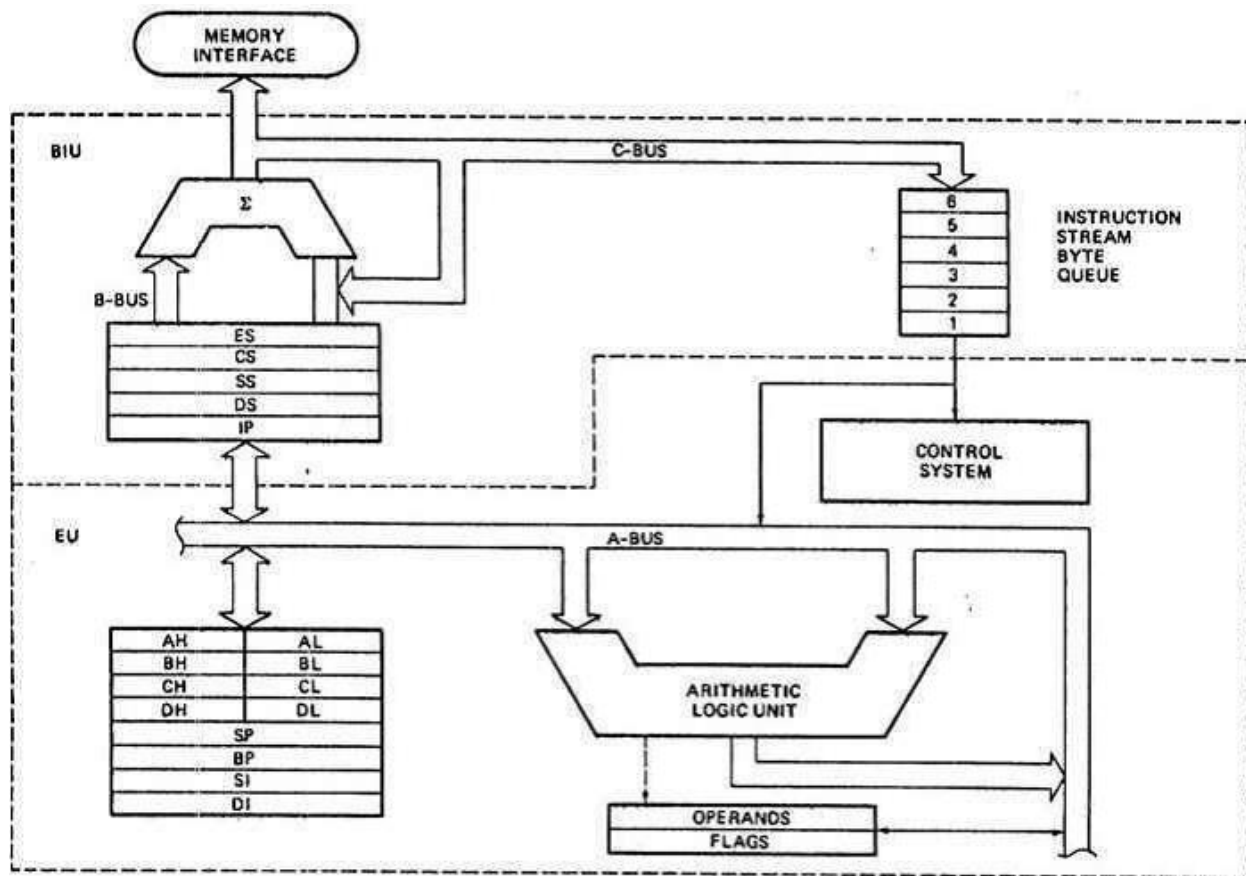 MEMORY
INTERFACE
BIU
C-BUS
Σ
6
5
4
3
2
1
INSTRUCTION
STREAM
BYTE
QUEUE
B-BUS
ES
CS
SS
DS
IP
CONTROL
SYSTEM
EU
A-BUS
AH AL
BH BL
CH CL
DH DL
SP
BP
SI
DI
ARITHMETIC
LOGIC UNIT
OPERANDS
FLAGS